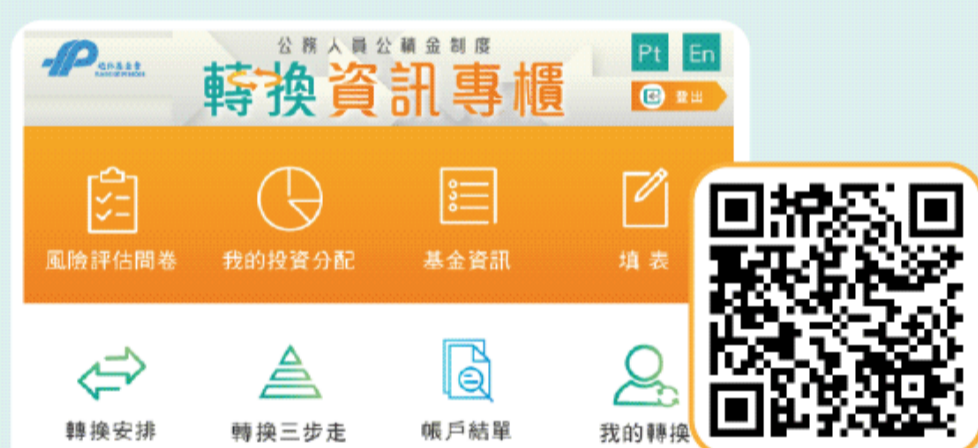 公務人員公積金制度
轉換資訊專櫃
Pt En
登出
風險評估問卷 我的投資分配 基金資訊 填表
轉換安排 轉換三步走 帳戶結單 我的轉換